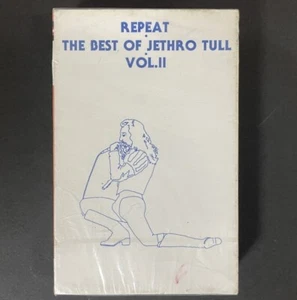 REPEAT
THE BEST OF JETHRO TULL
VOL.II